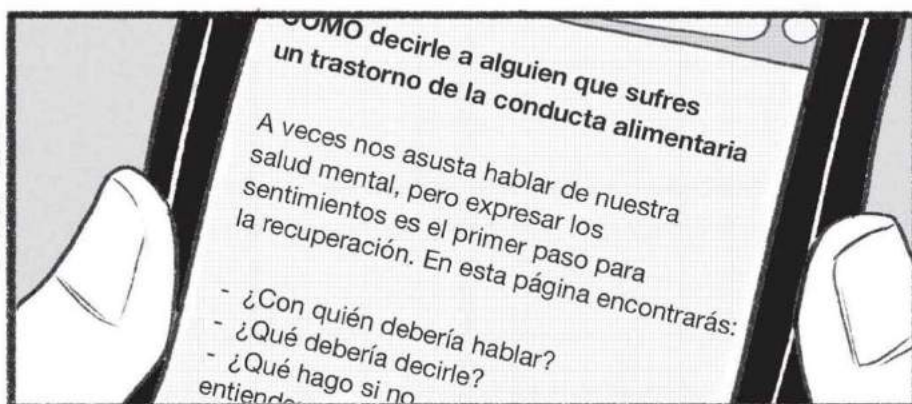 CÓMO decirle a alguien que sufres
un trastorno de la conducta alimentaria
A veces nos asusta hablar de nuestra
salud mental, pero expresar los
sentimientos es el primer paso para
la recuperación. En esta página encontrarás:
- ¿Con quién debería hablar?
- ¿Qué debería decirle?
- ¿Qué hago si no